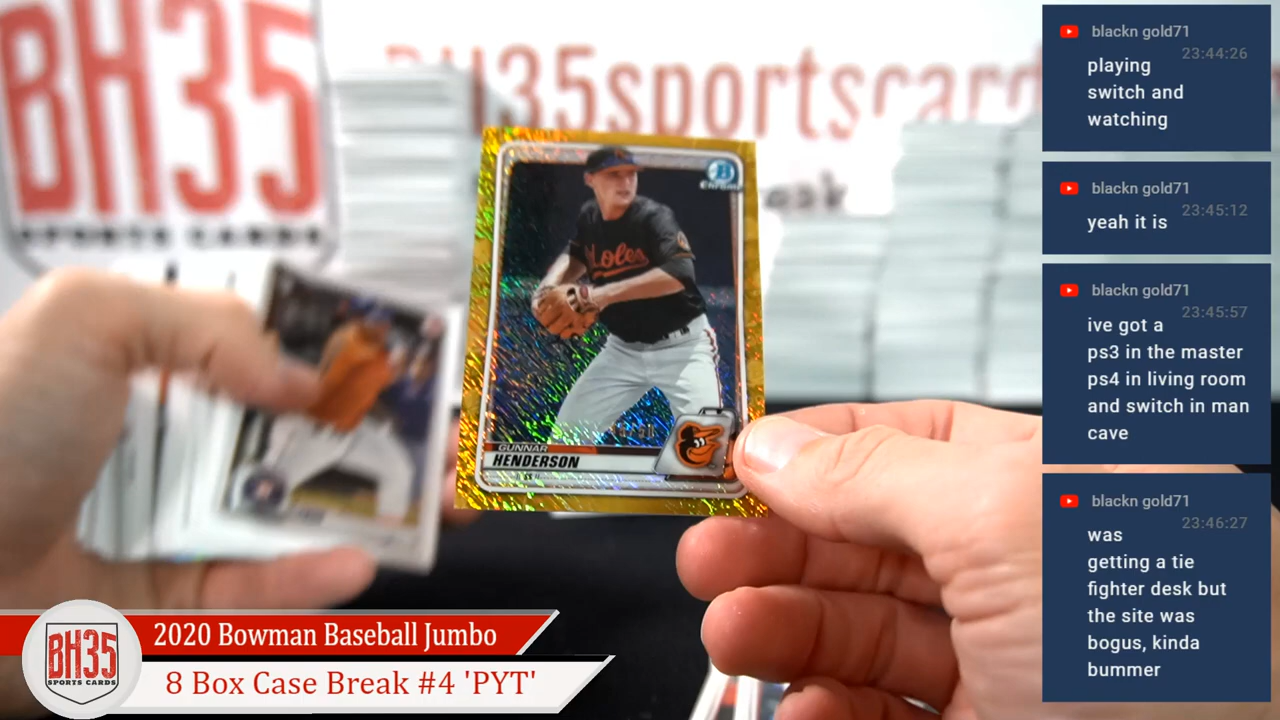 BH35
SPORTS CARDS
BH35sportscard
Chrome
GUNNAR
HENDERSON
SS
BH35
SPORTS CARDS
2020 Bowman Baseball Jumbo
8 Box Case Break #4 'PYT'
blackn gold71
23:44:26
playing
switch and
watching
blackn gold71
23:45:12
yeah it is
blackn gold71
23:45:57
ive got a
ps3 in the master
ps4 in living room
and switch in man
cave
blackn gold71
23:46:27
was
getting a tie
fighter desk but
the site was
bogus, kinda
bummer